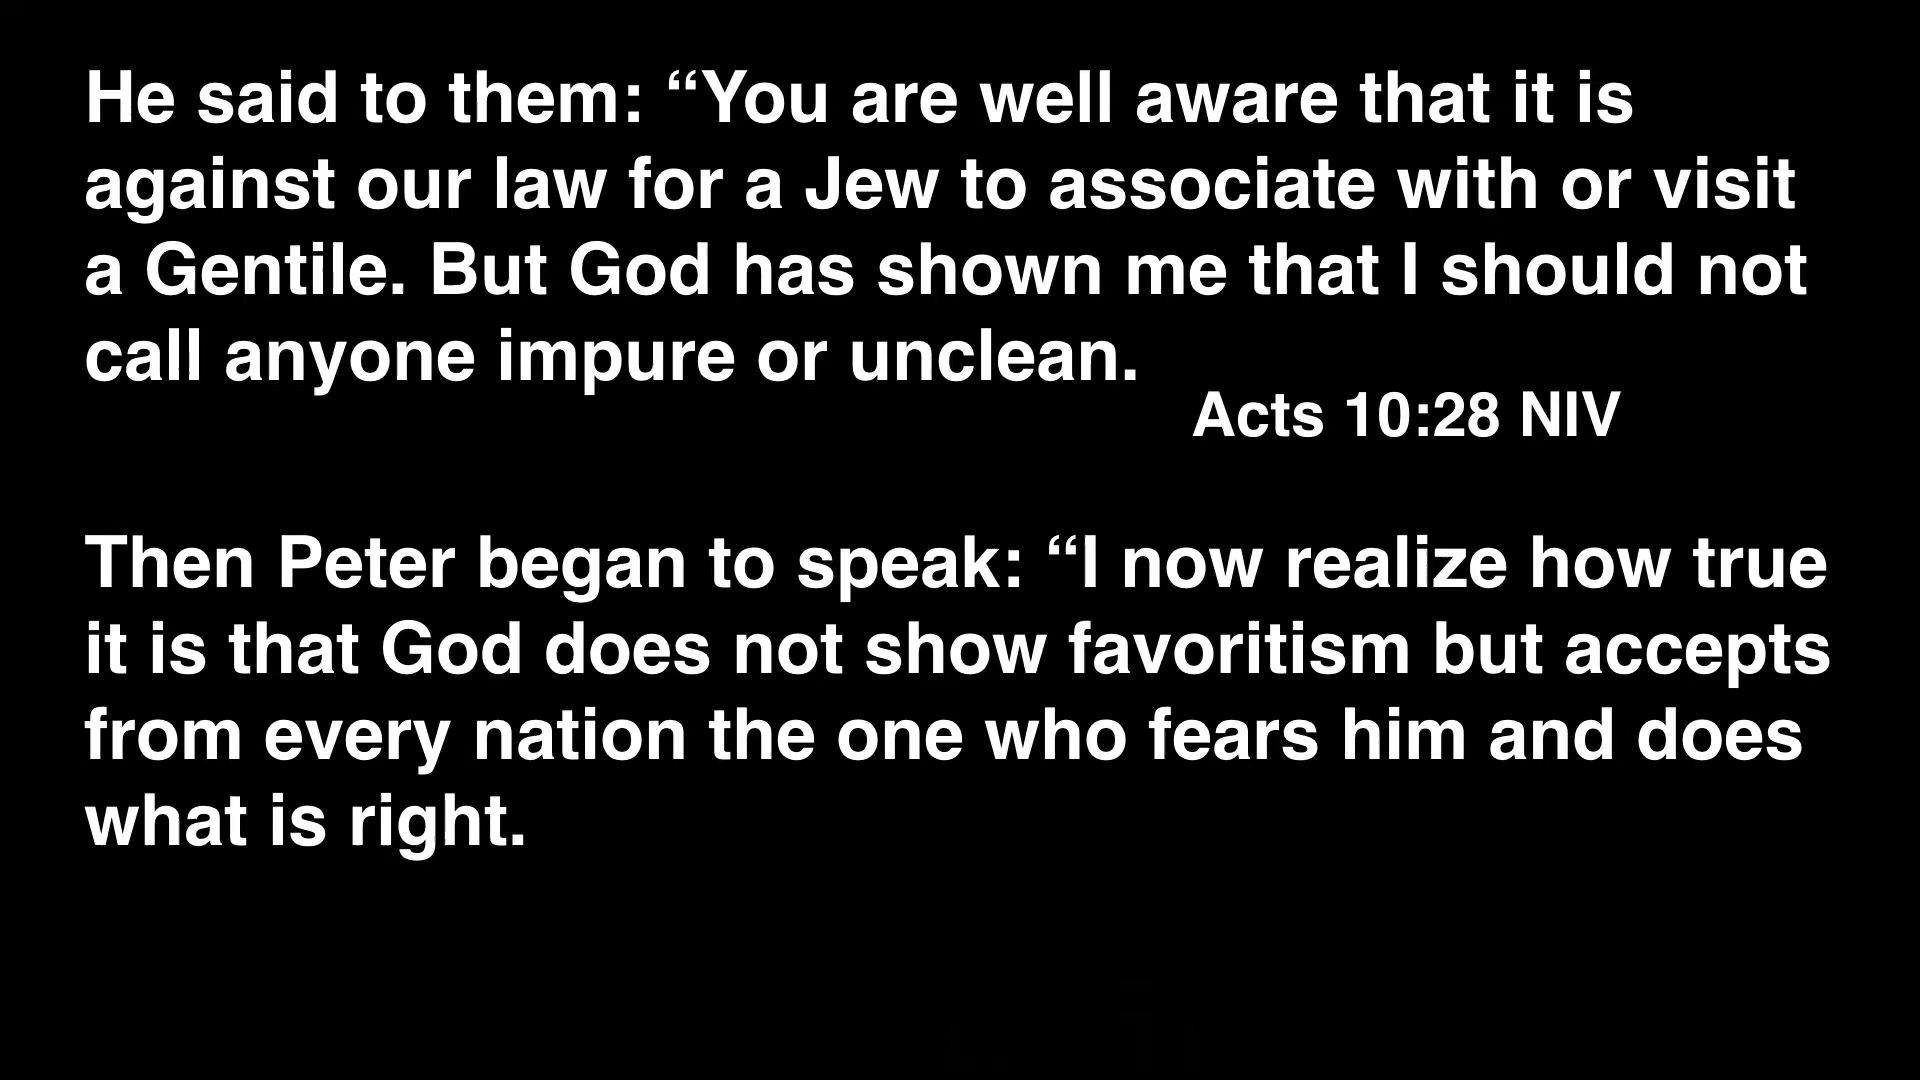 He said to them: “You are well aware that it is
against our law for a Jew to associate with or visit
a Gentile. But God has shown me that I should not
call anyone impure or unclean.
Acts 10:28 NIV
Then Peter began to speak: “I now realize how true
it is that God does not show favoritism but accepts
from every nation the one who fears him and does
what is right.